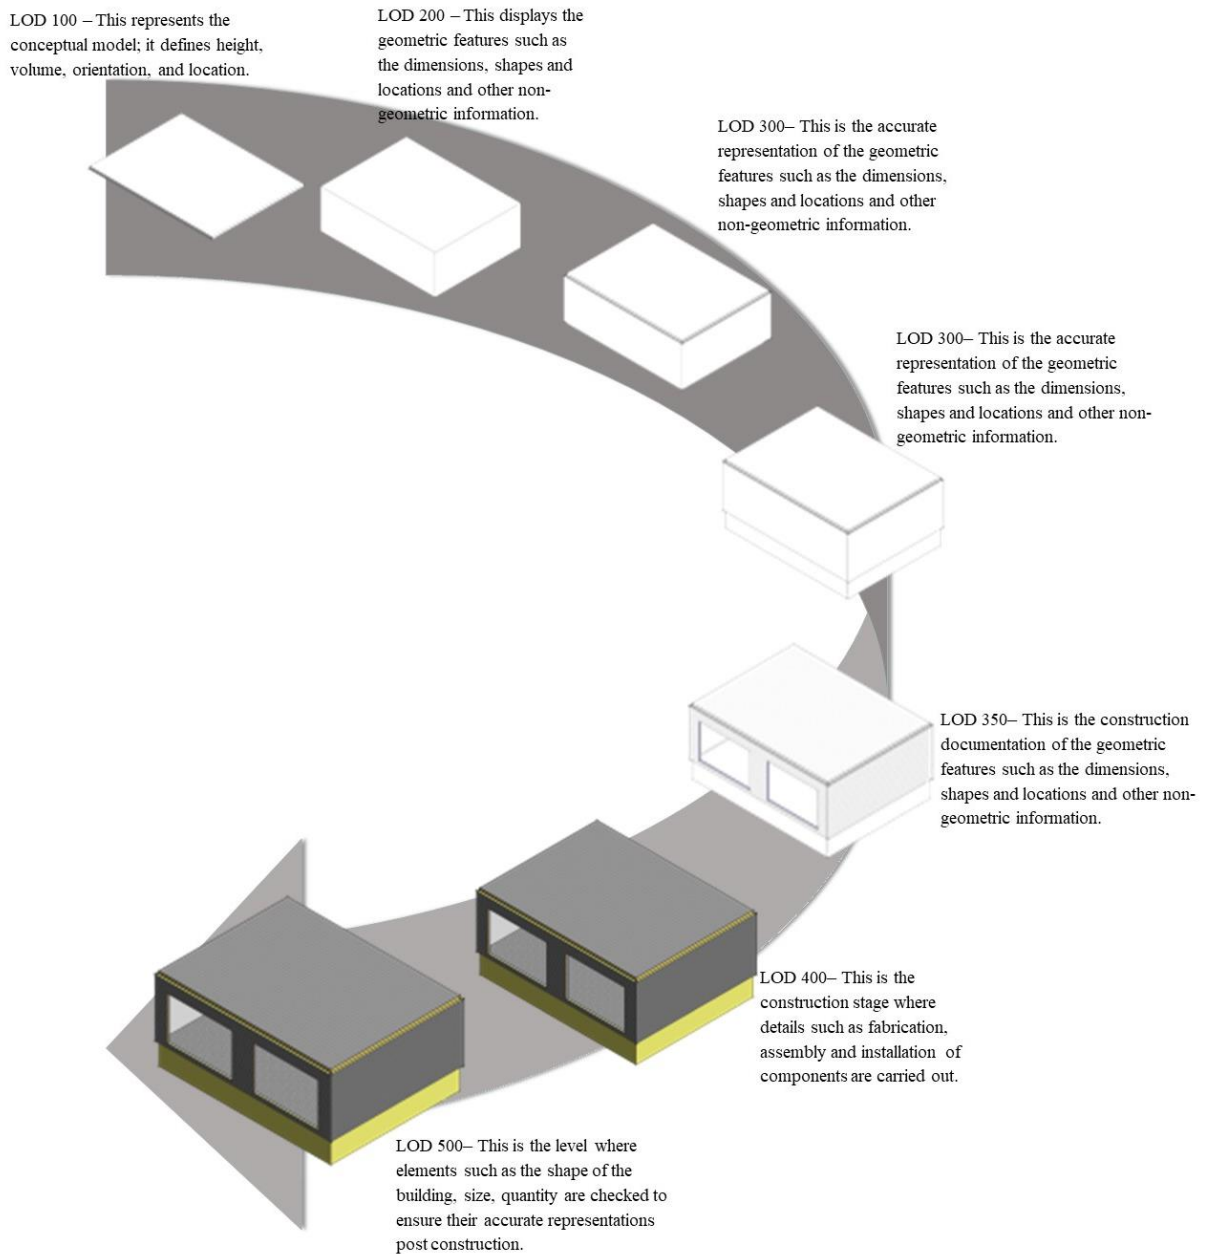 LOD 100 – This represents the
conceptual model; it defines height,
volume, orientation, and location.
LOD 200 – This displays the
geometric features such as
the dimensions, shapes and
locations and other non-
geometric information.
LOD 300– This is the accurate
representation of the geometric
features such as the dimensions,
shapes and locations and other
non-geometric information.
LOD 300– This is the accurate
representation of the geometric
features such as the dimensions,
shapes and locations and other non-
geometric information.
LOD 350– This is the construction
documentation of the geometric
features such as the dimensions,
shapes and locations and other non-
geometric information.
LOD 400– This is the
construction stage where
details such as fabrication,
assembly and installation of
components are carried out.
LOD 500– This is the level where
elements such as the shape of the
building, size, quantity are checked to
ensure their accurate representations
post construction.